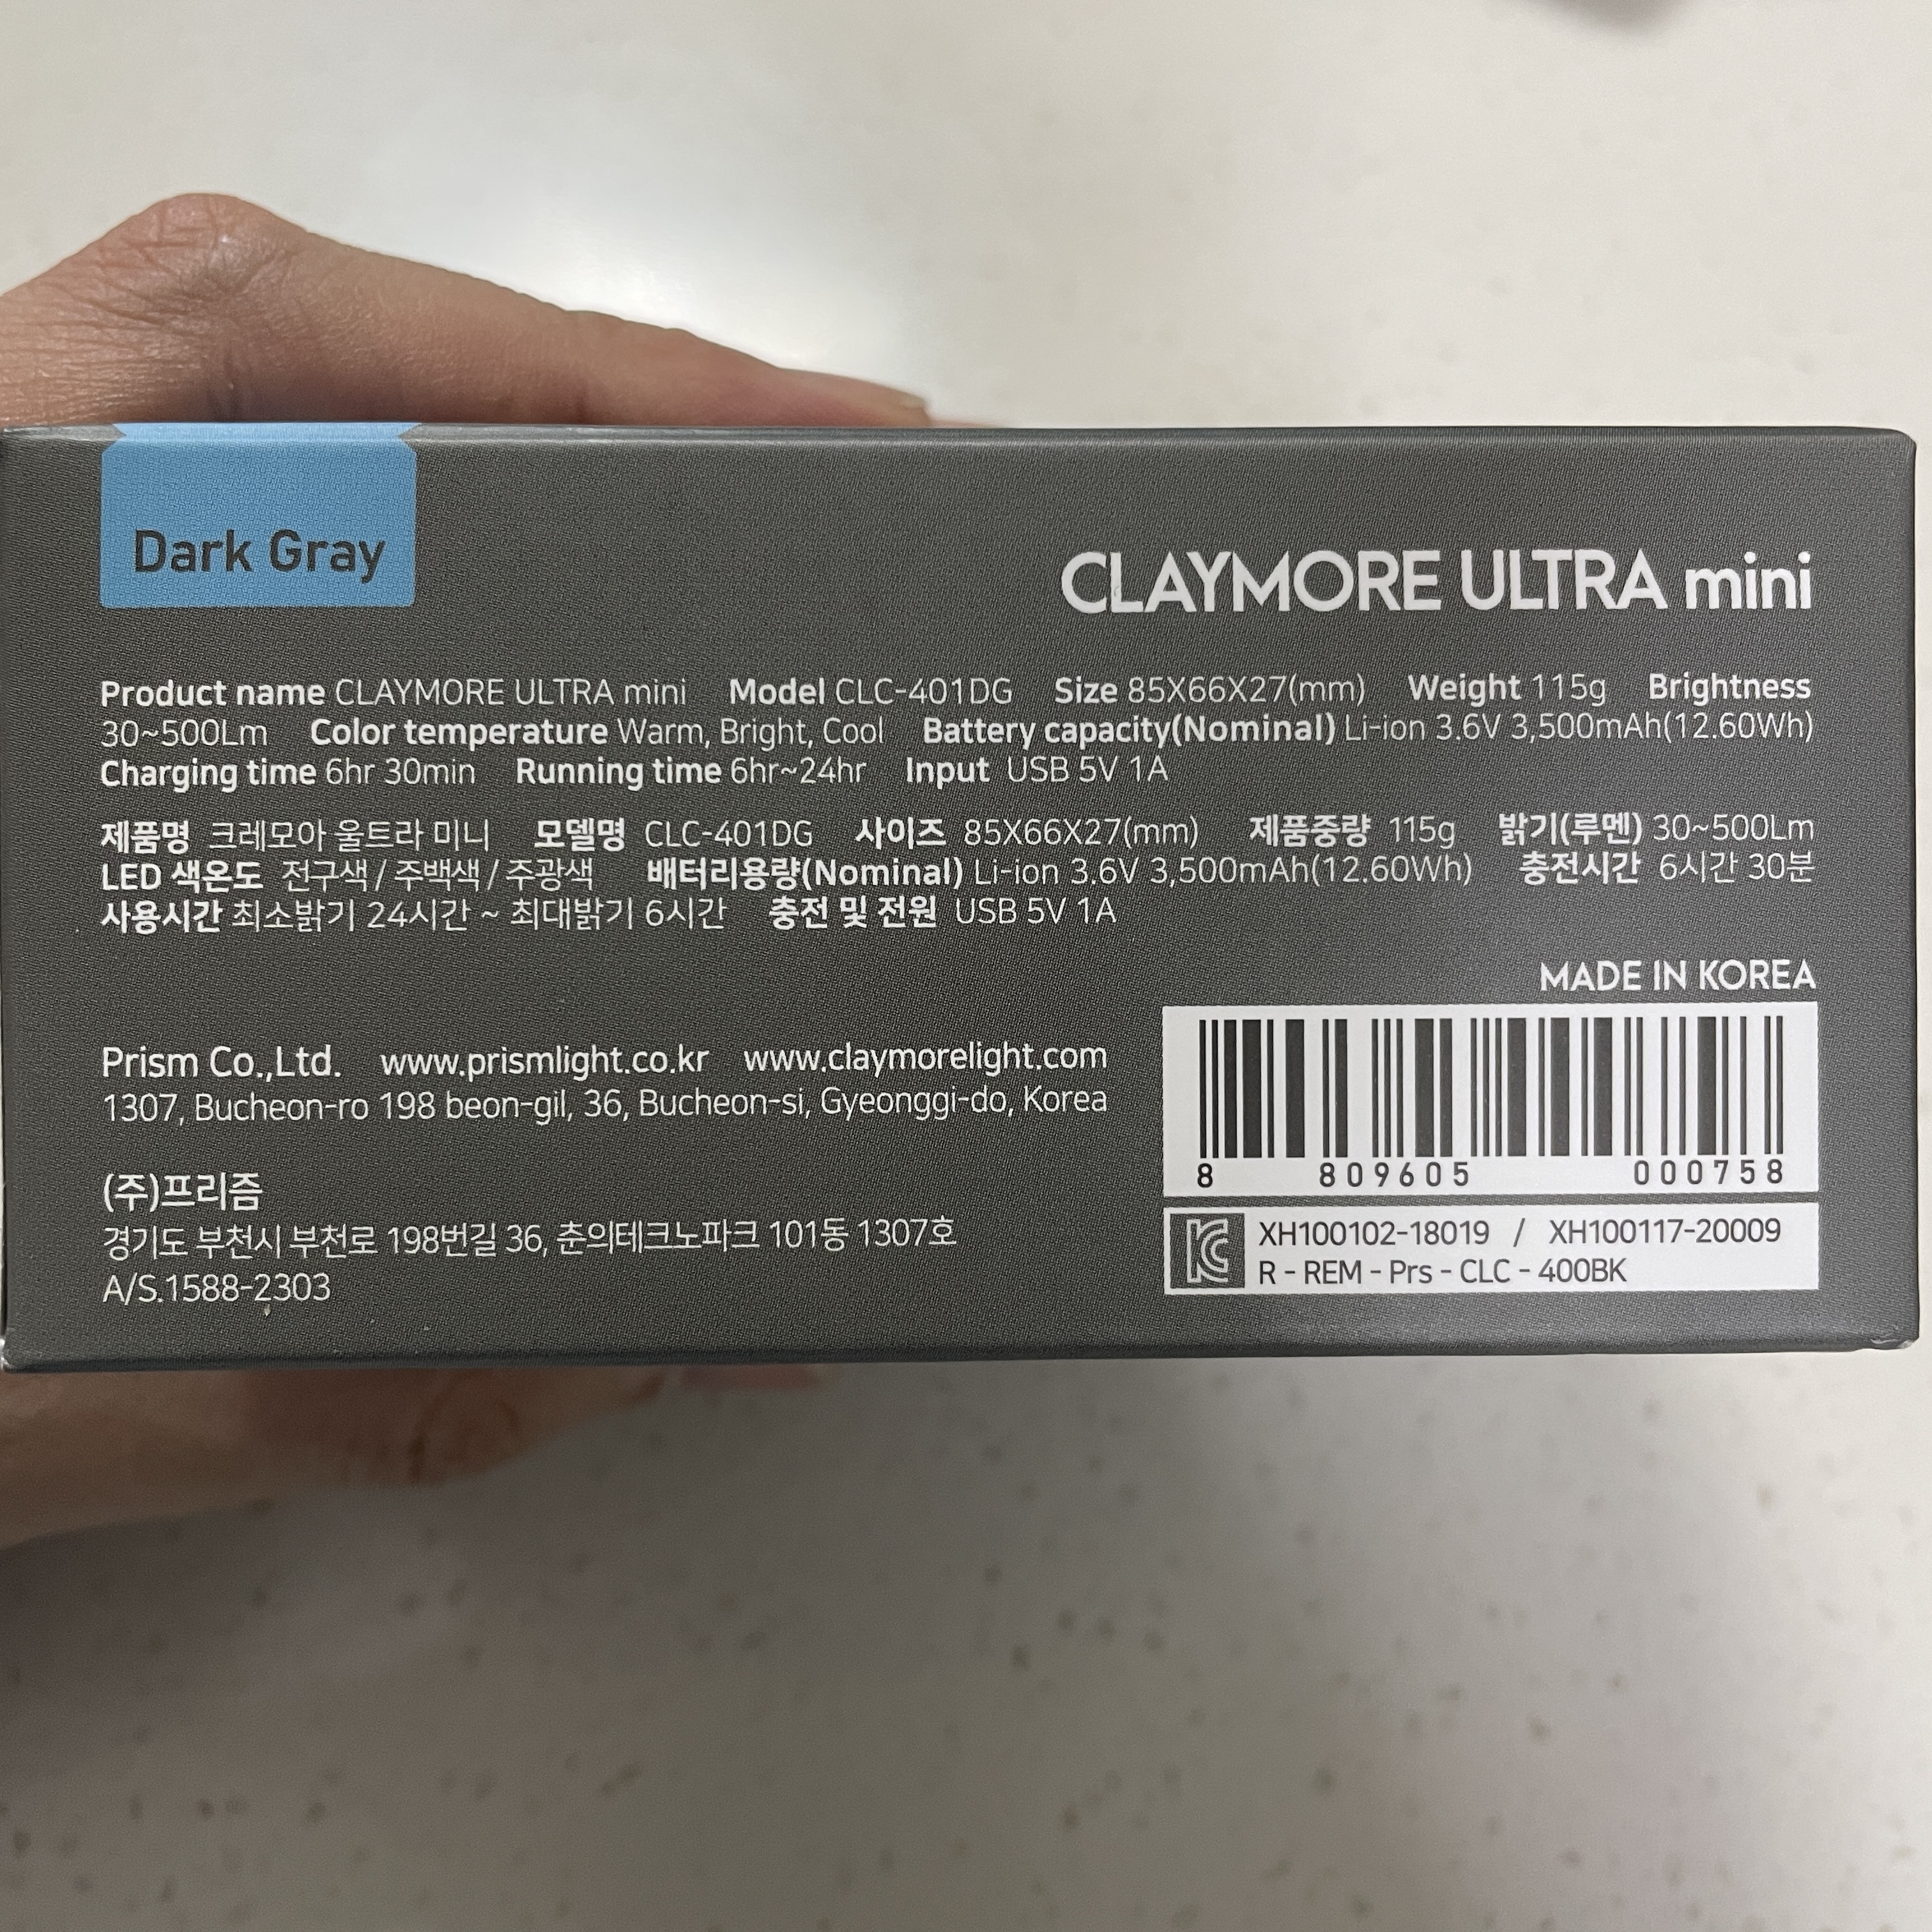 Dark Gray
CLAYMORE ULTRA mini
Product name CLAYMORE ULTRA mini Model CLC-401DG Size 85X66X27(mm) Weight 115g Brightness
30~500Lm Color temperature Warm, Bright, Cool Battery capacity(Nominal) Li-ion 3.6V 3,500mAh(12.60Wh)
Charging time 6hr 30min Running time 6hr~24hr Input USB 5V 1A
제품명 크레모아 울트라 미니 모델명 CLC-401DG 사이즈 85X66X27(mm) 제품중량 115g 밝기(루멘) 30~500Lm
LED 색온도 전구색 / 주백색 / 주광색 배터리용량(Nominal) Li-ion 3.6V 3,500mAh(12.60Wh) 충전시간 6시간 30분
사용시간 최소밝기 24시간 ~ 최대밝기 6시간 충전 및 전원 USB 5V 1A
MADE IN KOREA
Prism Co.,Ltd. www.prismlight.co.kr www.claymorelight.com
1307, Bucheon-ro 198 beon-gil, 36, Bucheon-si, Gyeonggi-do, Korea
8 809605 000758
(주)프리즘
경기도 부천시 부천로 198번길 36, 춘의테크노파크 101동 1307호
A/S.1588-2303
XH100102-18019 / XH100117-20009
R - REM - Prs - CLC - 400BK